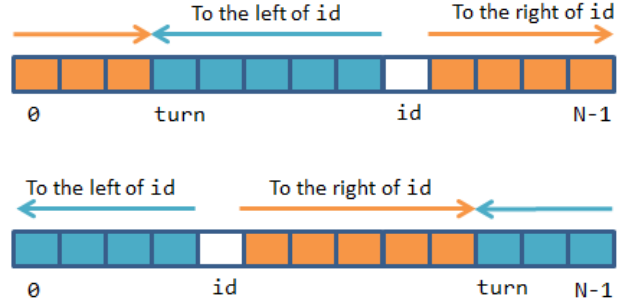 To the left of id To the right of id
0 turn id N-1
To the left of id To the right of id
0 id turn N-1